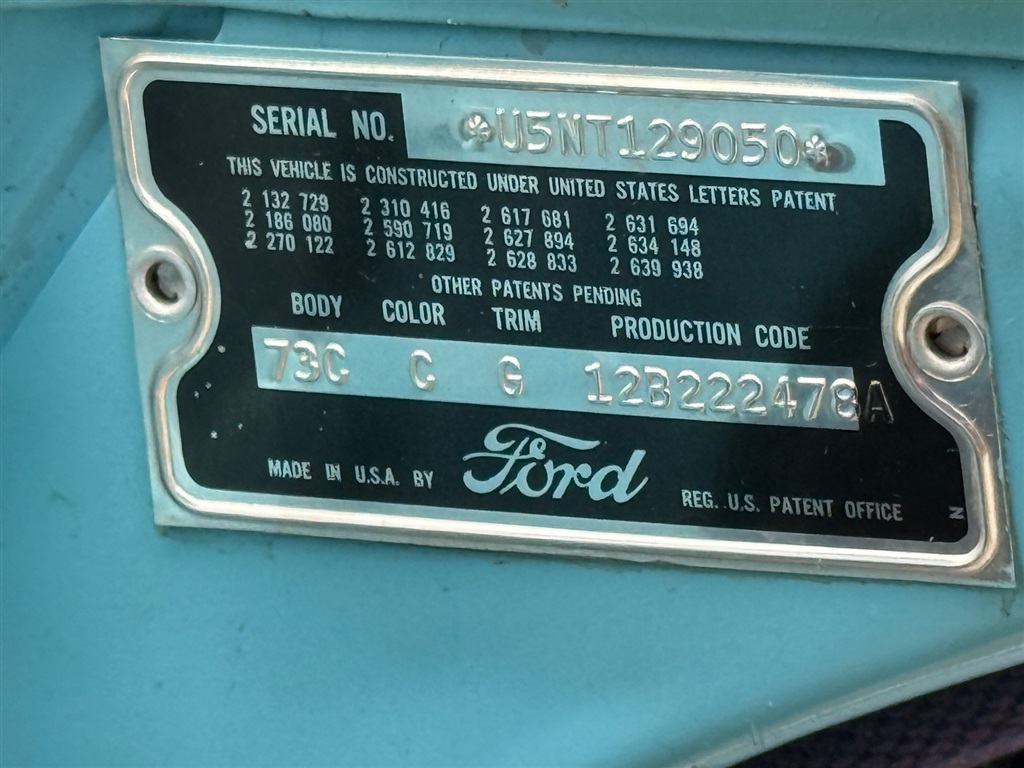 SERIAL NO. *U5NT129050*
THIS VEHICLE IS CONSTRUCTED UNDER UNITED STATES LETTERS PATENT
2 132 729 2 310 416 2 617 681 2 631 694
2 186 080 2 590 719 2 627 894 2 634 148
2 270 122 2 612 829 2 628 833 2 639 938
OTHER PATENTS PENDING
BODY COLOR TRIM PRODUCTION CODE
73C C G 12B222478A
MADE IN U.S.A. BY Ford REG. U.S. PATENT OFFICE N